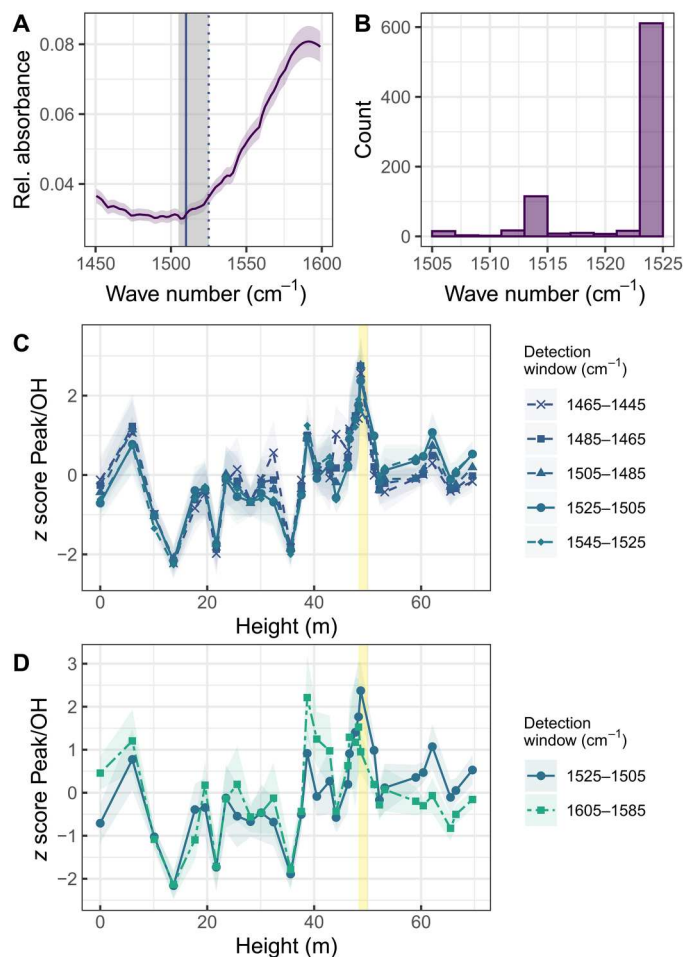 A
0.08
0.06
0.04
Rel. absorbance
1450 1500 1550 1600
Wave number (cm⁻¹)
B
600
400
200
0
Count
1505 1510 1515 1520 1525
Wave number (cm⁻¹)
C
2
0
−2
z score Peak/OH
0 20 40 60
Height (m)
Detection
window (cm⁻¹)
1465–1445
1485–1465
1505–1485
1525–1505
1545–1525
D
3
2
1
0
−1
−2
z score Peak/OH
0 20 40 60
Height (m)
Detection
window (cm⁻¹)
1525–1505
1605–1585